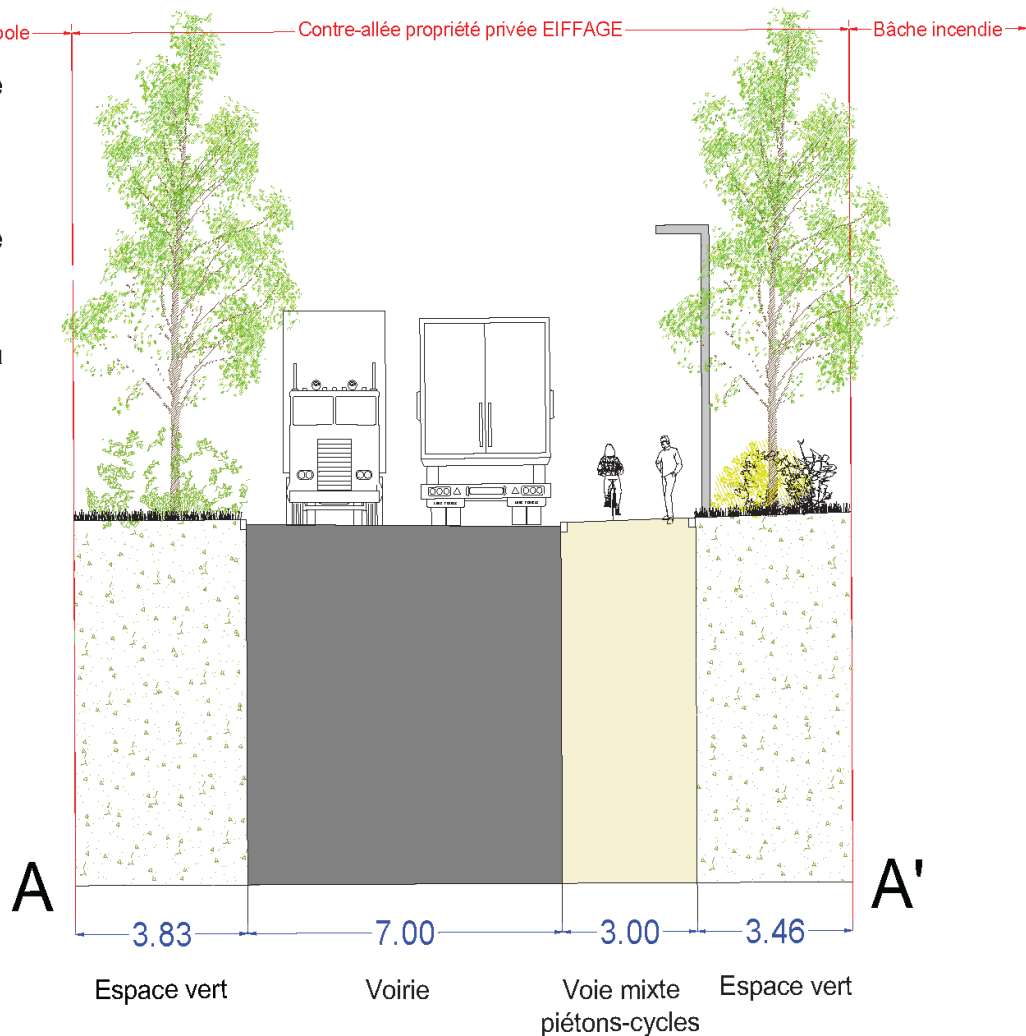 Contre-allée propriété privée EIFFAGE
Bâche incendie
A
A'
3.83
7.00
3.00
3.46
Espace vert
Voirie
Voie mixte
piétons-cycles
Espace vert